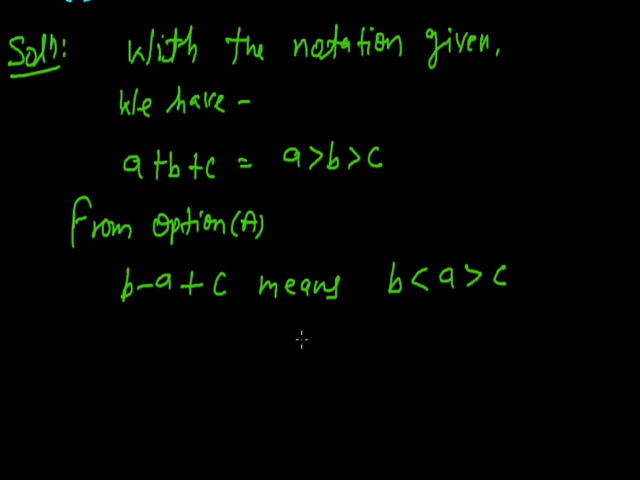 Solⁿ: With the notation given,
We have -
a+b+c = a>b>c
From option(A)
b-a+c means b<a>c